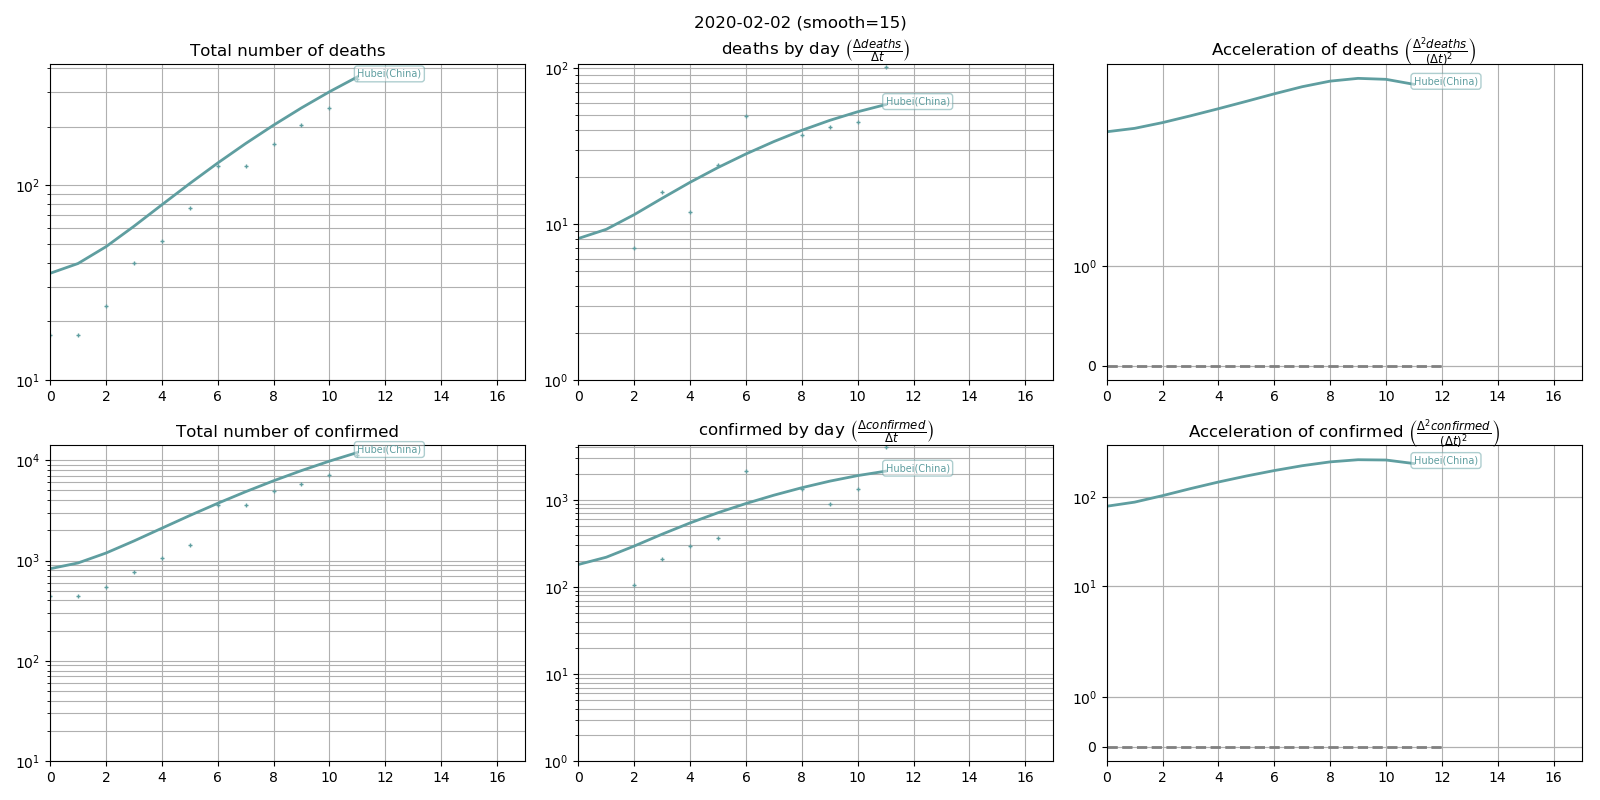 2020-02-02 (smooth=15)
Total number of deaths
deaths by day (Δdeaths/Δt)
Acceleration of deaths (Δ²deaths/(Δt)²)
Hubei(China)
10²
10¹
0 2 4 6 8 10 12 14 16
Hubei(China)
10²
10¹
10⁰
0 2 4 6 8 10 12 14 16
Hubei(China)
10⁰
0
0 2 4 6 8 10 12 14 16
Total number of confirmed
confirmed by day (Δconfirmed/Δt)
Acceleration of confirmed (Δ²confirmed/(Δt)²)
Hubei(China)
10⁴
10³
10²
10¹
0 2 4 6 8 10 12 14 16
Hubei(China)
10³
10²
10¹
10⁰
0 2 4 6 8 10 12 14 16
Hubei(China)
10²
10¹
10⁰
0
0 2 4 6 8 10 12 14 16